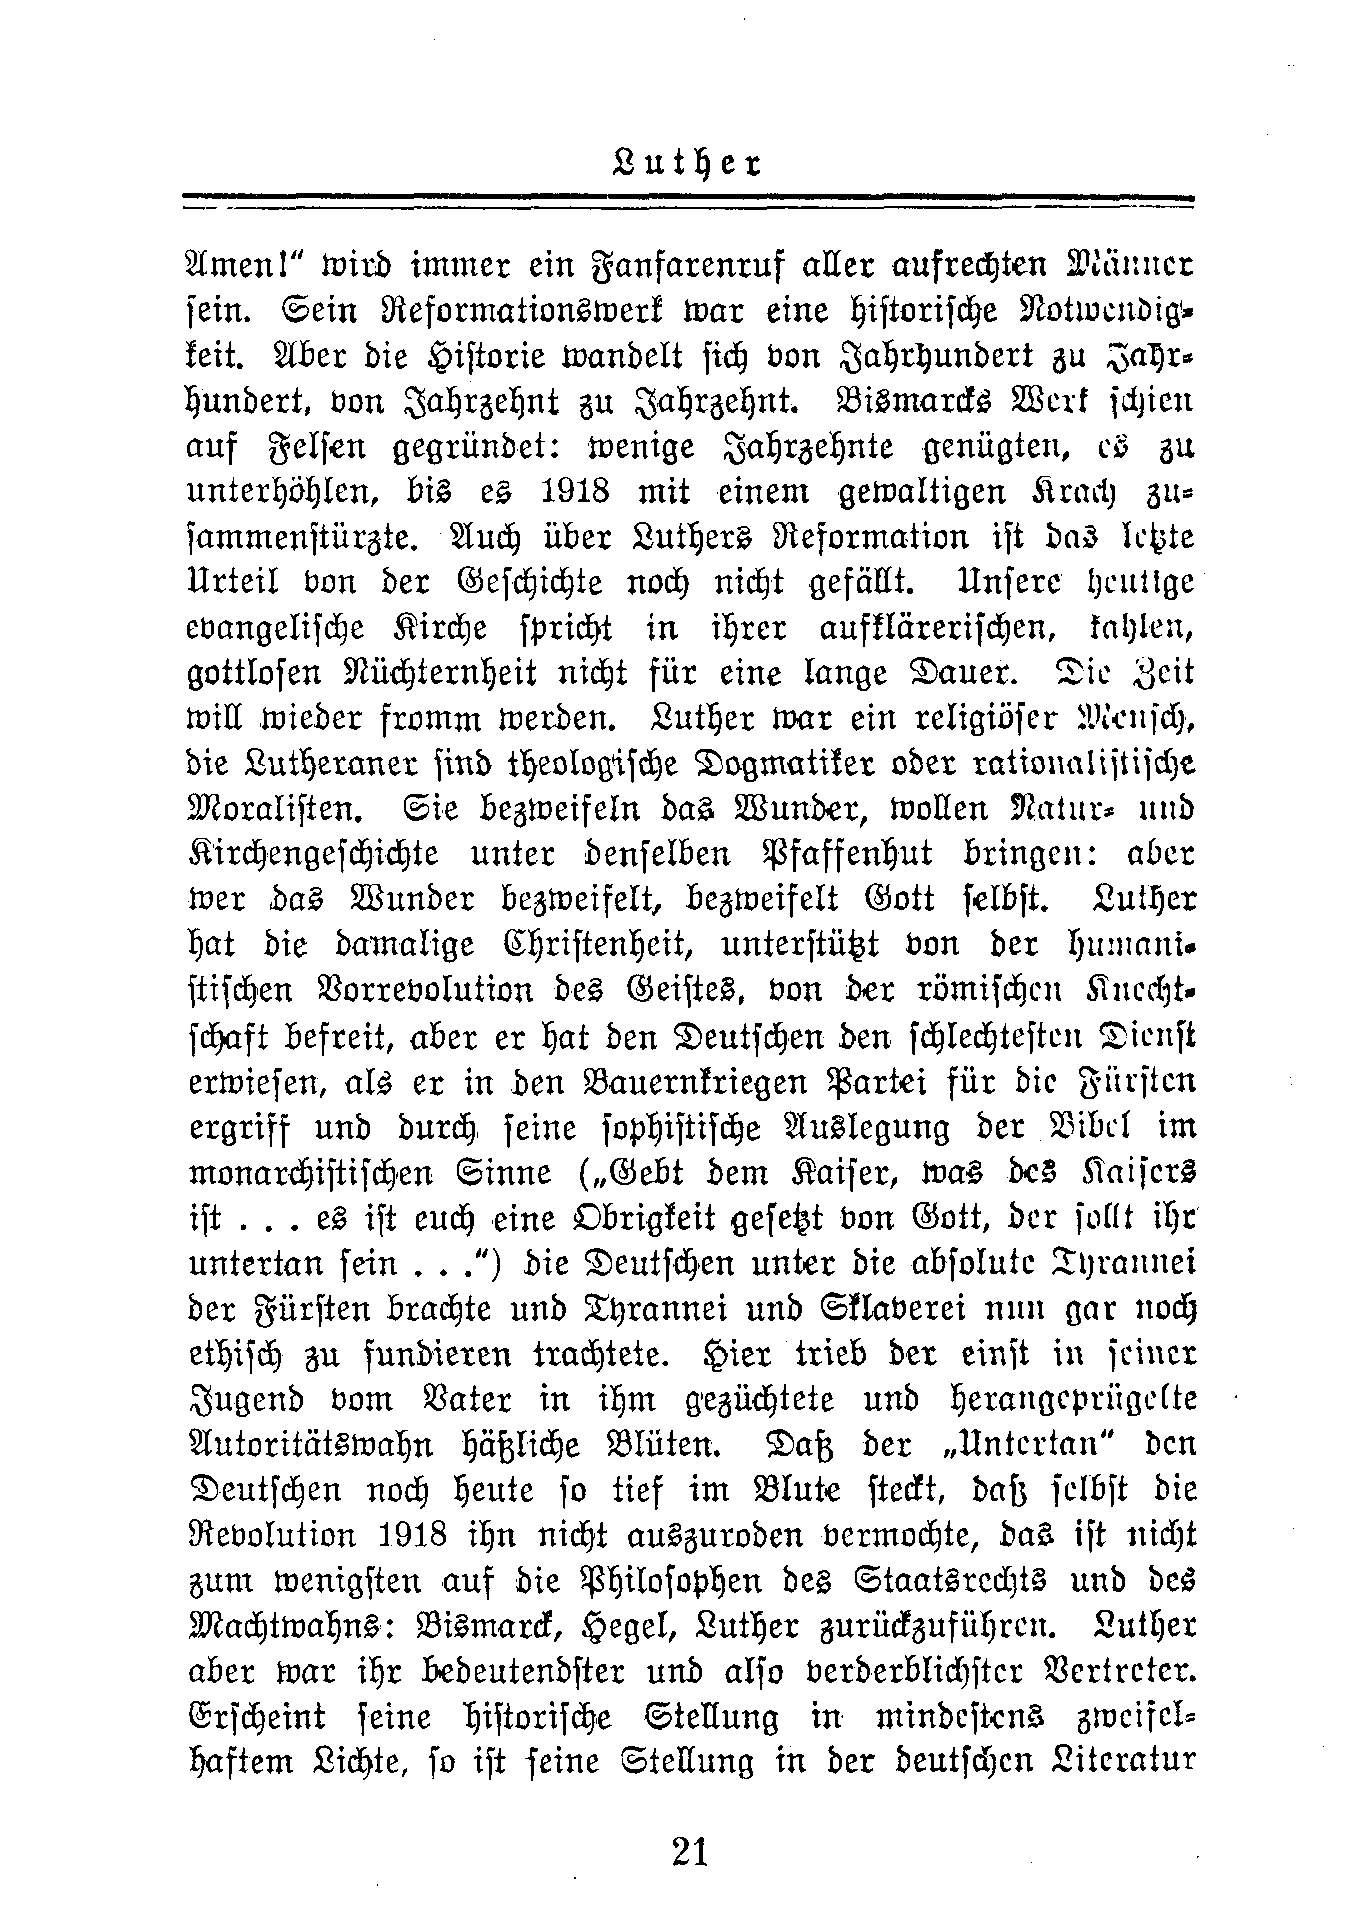 Luther
Amen!“ wird immer ein Fanfarenruf aller aufrechten Männer
sein. Sein Reformationswerk war eine historische Notwendig-
keit. Aber die Historie wandelt sich von Jahrhundert zu Jahr-
hundert, von Jahrzehnt zu Jahrzehnt. Bismarcks Werk schien
auf Felsen gegründet: wenige Jahrzehnte genügten, es zu
unterhöhlen, bis es 1918 mit einem gewaltigen Krach zu-
sammenstürzte. Auch über Luthers Reformation ist das letzte
Urteil von der Geschichte noch nicht gefällt. Unsere heutige
evangelische Kirche spricht in ihrer aufklärerischen, kahlen,
gottlosen Nüchternheit nicht für eine lange Dauer. Die Zeit
will wieder fromm werden. Luther war ein religiöser Mensch,
die Lutheraner sind theologische Dogmatiker oder rationalistische
Moralisten. Sie bezweifeln das Wunder, wollen Natur- und
Kirchengeschichte unter denselben Pfaffenhut bringen: aber
wer das Wunder bezweifelt, bezweifelt Gott selbst. Luther
hat die damalige Christenheit, unterstützt von der humani-
stischen Vorrevolution des Geistes, von der römischen Knecht-
schaft befreit, aber er hat den Deutschen den schlechtesten Dienst
erwiesen, als er in den Bauernkriegen Partei für die Fürsten
ergriff und durch seine sophistische Auslegung der Bibel im
monarchistischen Sinne („Gebt dem Kaiser, was des Kaisers
ist . . . es ist euch eine Obrigkeit gesetzt von Gott, der sollt ihr
untertan sein . . .“) die Deutschen unter die absolute Tyrannei
der Fürsten brachte und Tyrannei und Sklaverei nun gar noch
ethisch zu fundieren trachtete. Hier trieb der einst in seiner
Jugend vom Vater in ihm gezüchtete und herangeprügelte
Autoritätswahn häßliche Blüten. Daß der „Untertan“ den
Deutschen noch heute so tief im Blute steckt, daß selbst die
Revolution 1918 ihn nicht auszuroden vermochte, das ist nicht
zum wenigsten auf die Philosophen des Staatsrechts und des
Machtwahns: Bismarck, Hegel, Luther zurückzuführen. Luther
aber war ihr bedeutendster und also verderblichster Vertreter.
Erscheint seine historische Stellung in mindestens zweifel-
haftem Lichte, so ist seine Stellung in der deutschen Literatur
21